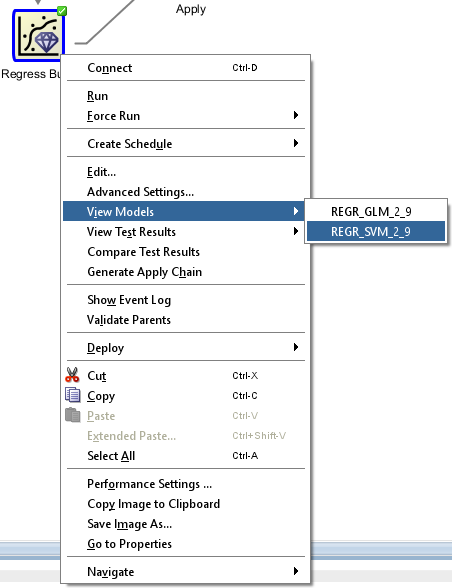 Apply
Regress Bu
Connect Ctrl-D
Run
Force Run
Create Schedule
Edit...
Advanced Settings...
View Models
REGR_GLM_2_9
View Test Results
REGR_SVM_2_9
Compare Test Results
Generate Apply Chain
Show Event Log
Validate Parents
Deploy
Cut Ctrl-X
Copy Ctrl-C
Paste Ctrl-V
Extended Paste... Ctrl+Shift-V
Select All Ctrl-A
Performance Settings ...
Copy Image to Clipboard
Save Image As...
Go to Properties
Navigate